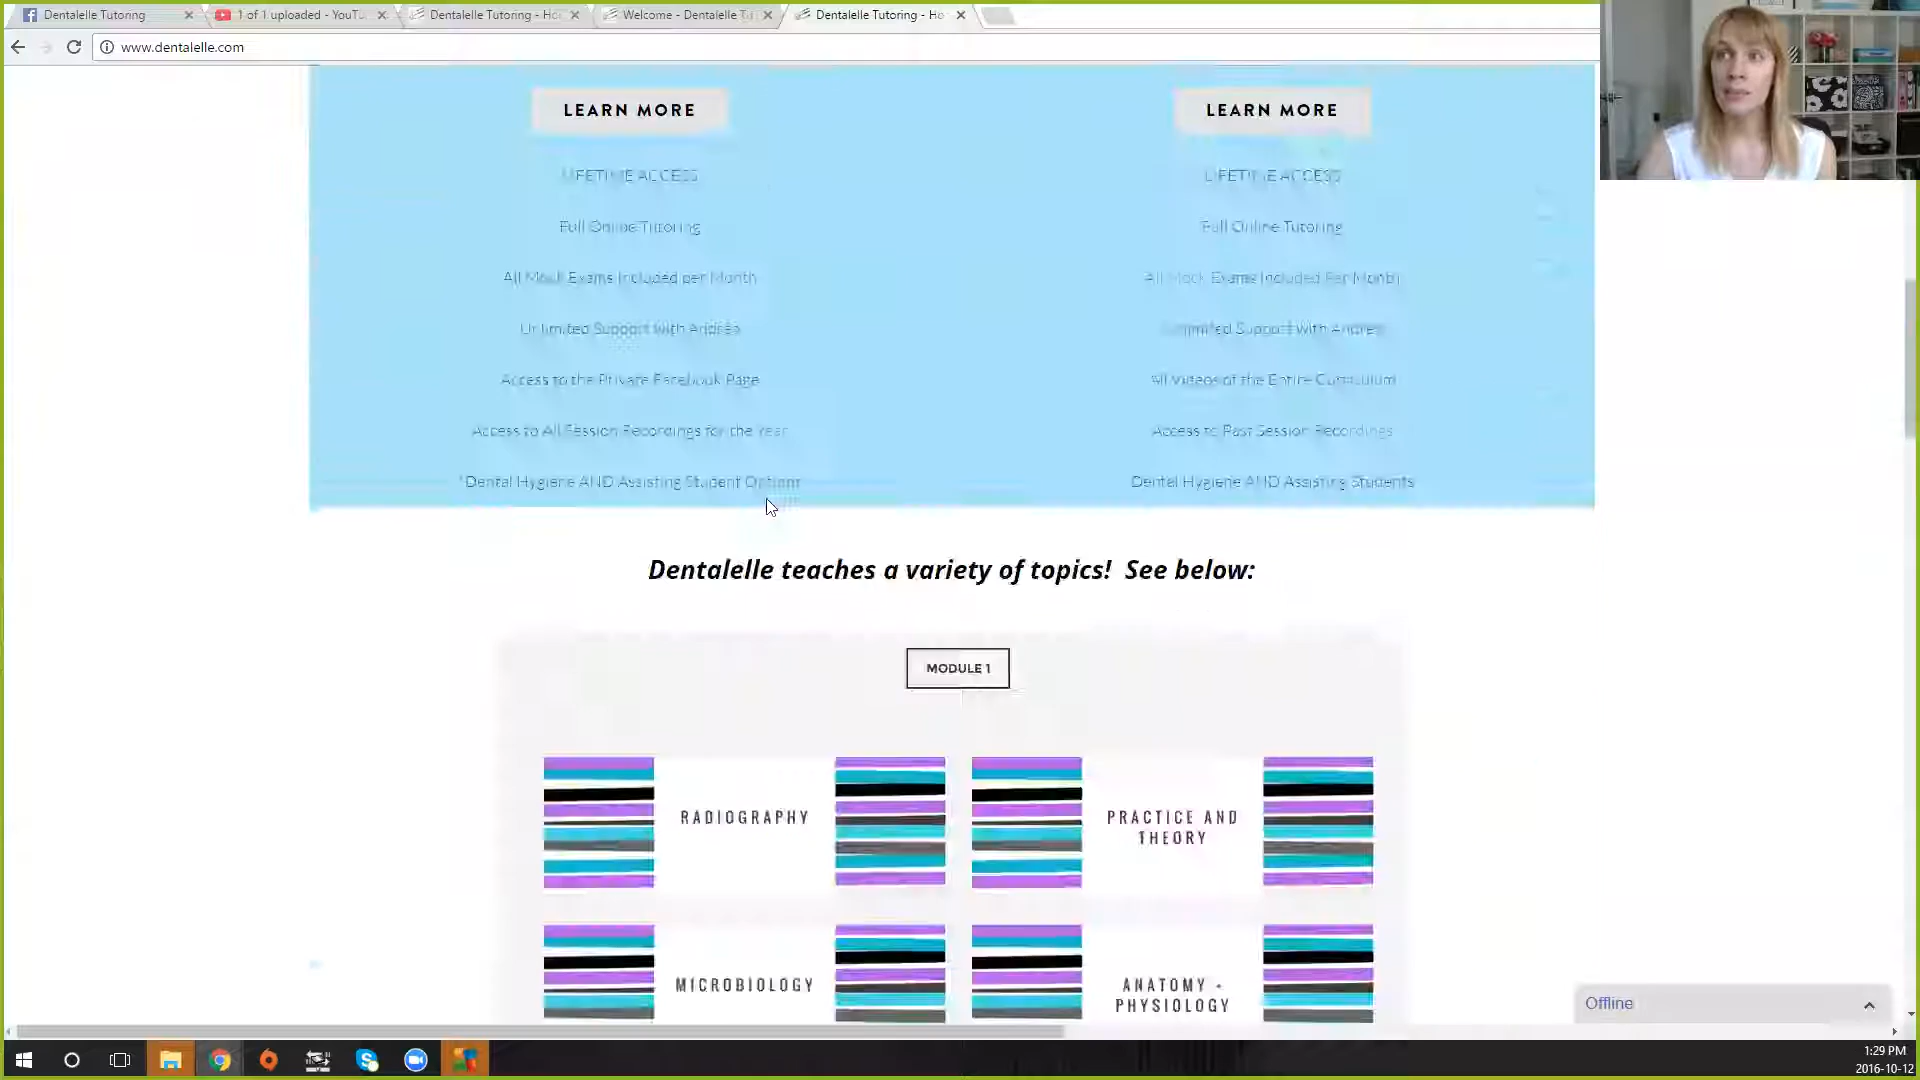 Dentalelle Tutoring
1 of 1 uploaded - YouTu
Dentalelle Tutoring - Ho
Welcome - Dentalelle Tu
Dentalelle Tutoring - Ho
www.dentalelle.com
LEARN MORE
LEARN MORE
LIFETIME ACCESS
LIFETIME ACCESS
Full Online Tutoring
Full Online Tutoring
All Mock Exams Included per Month
All Mock Exams Included Per Month
Unlimited Support with Andrea
Unlimited Support with Andrea
Access to the Private Facebook Page
All Videos of the Entire Curriculum
Access to All Session Recordings for the Year
Access to Past Session Recordings
*Dental Hygiene AND Assisting Student Options
Dental Hygiene AND Assisting Students
Dentalelle teaches a variety of topics! See below:
MODULE 1
RADIOGRAPHY
PRACTICE AND
THEORY
MICROBIOLOGY
ANATOMY +
PHYSIOLOGY
Offline
1:29 PM
2016-10-12